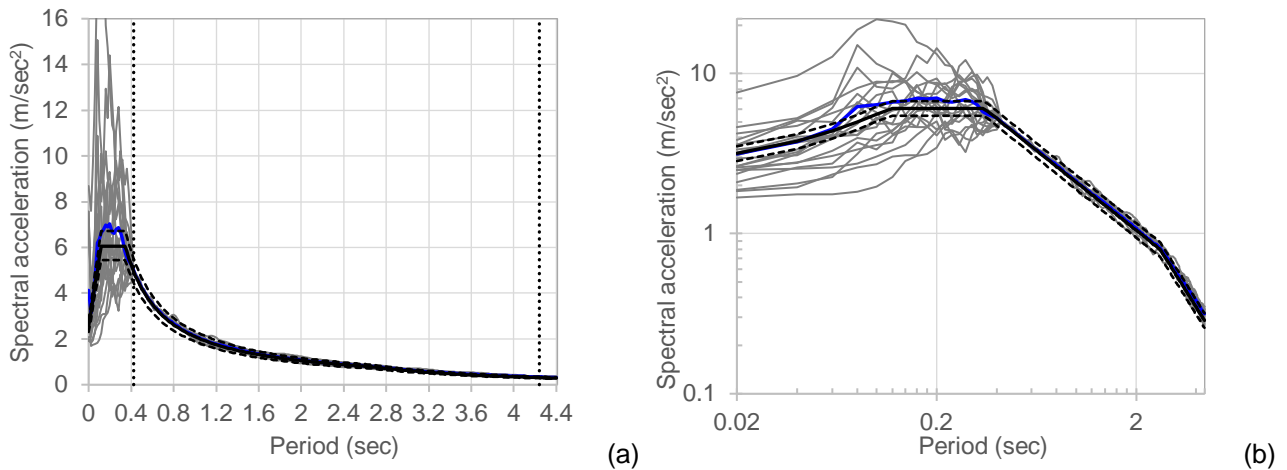 Spectral acceleration (m/sec²)
16
14
12
10
8
6
4
2
0
0 0.4 0.8 1.2 1.6 2 2.4 2.8 3.2 3.6 4 4.4
Period (sec)
(a)
Spectral acceleration (m/sec²)
10
1
0.1
0.02 0.2 2
Period (sec)
(b)